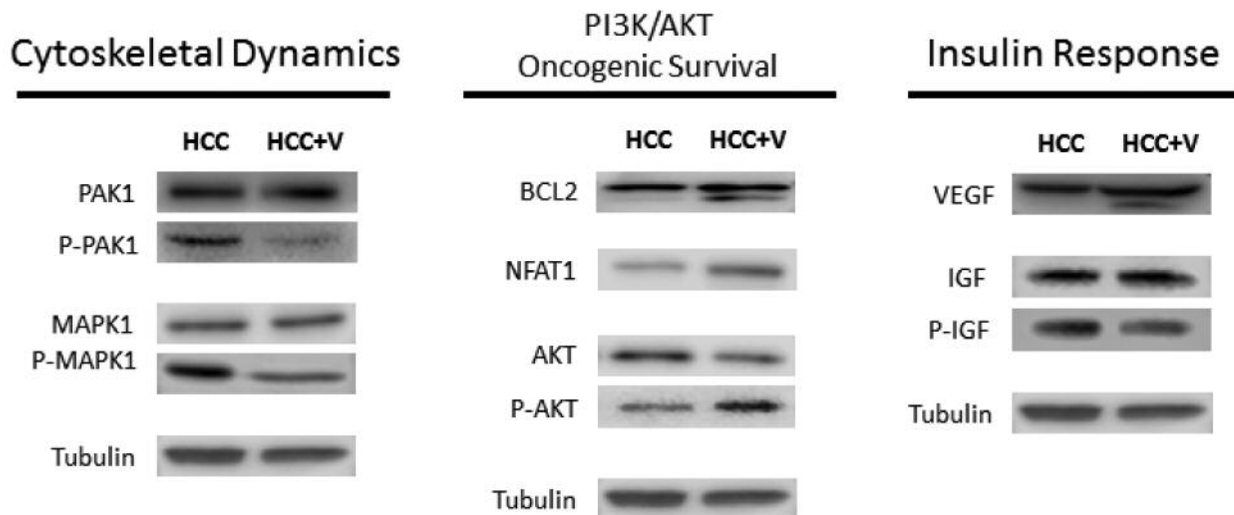 Cytoskeletal Dynamics
HCC HCC+V
PAK1
P-PAK1
MAPK1
P-MAPK1
Tubulin
PI3K/AKT
Oncogenic Survival
HCC HCC+V
BCL2
NFAT1
AKT
P-AKT
Tubulin
Insulin Response
HCC HCC+V
VEGF
IGF
P-IGF
Tubulin